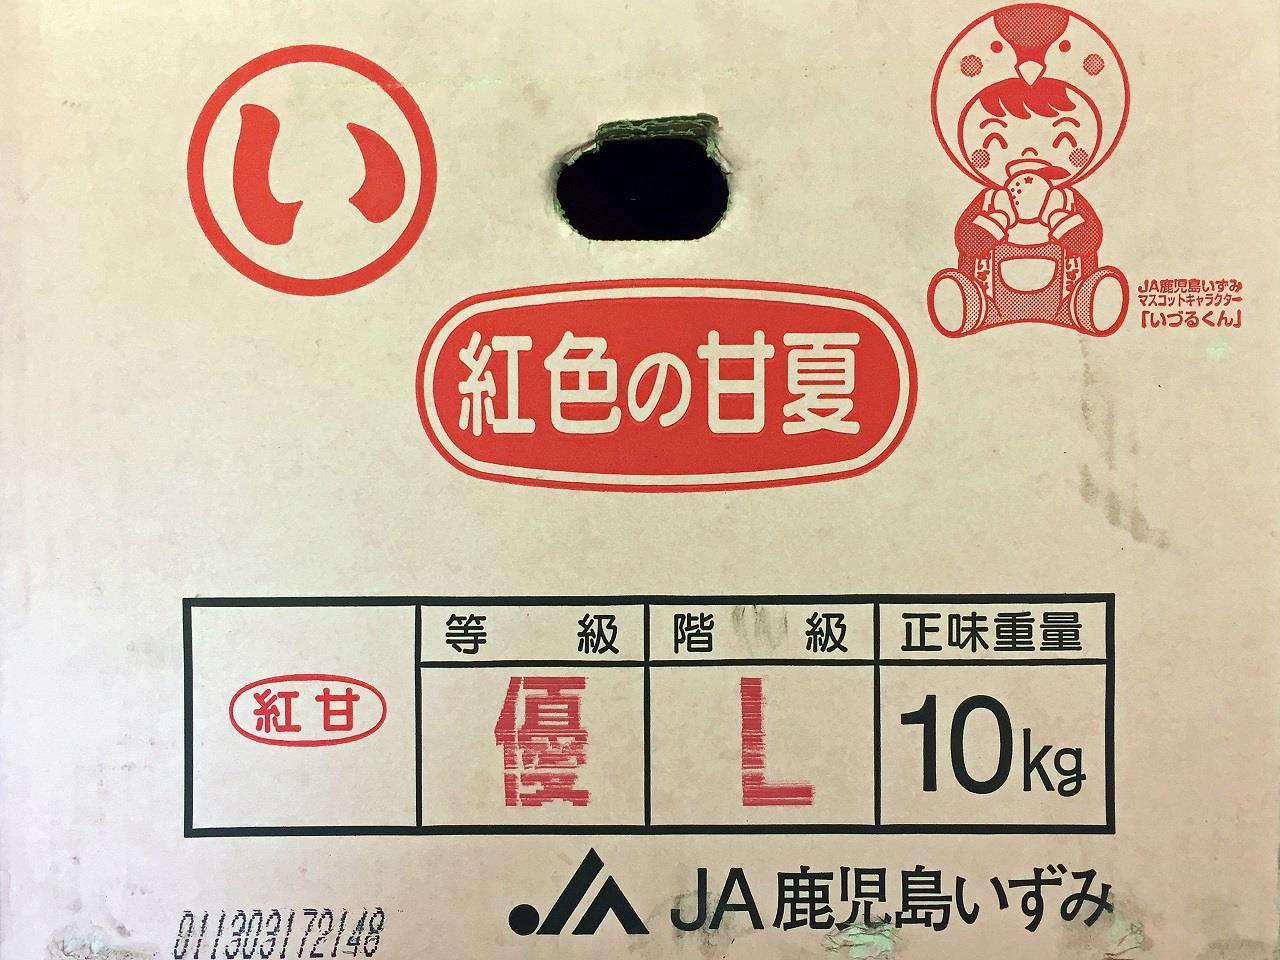 い
JA鹿児島いずみ
マスコットキャラクター
「いづるくん」
紅色の甘夏
等級 階級 正味重量
紅甘 優 L 10kg
JA鹿児島いずみ
011303172148